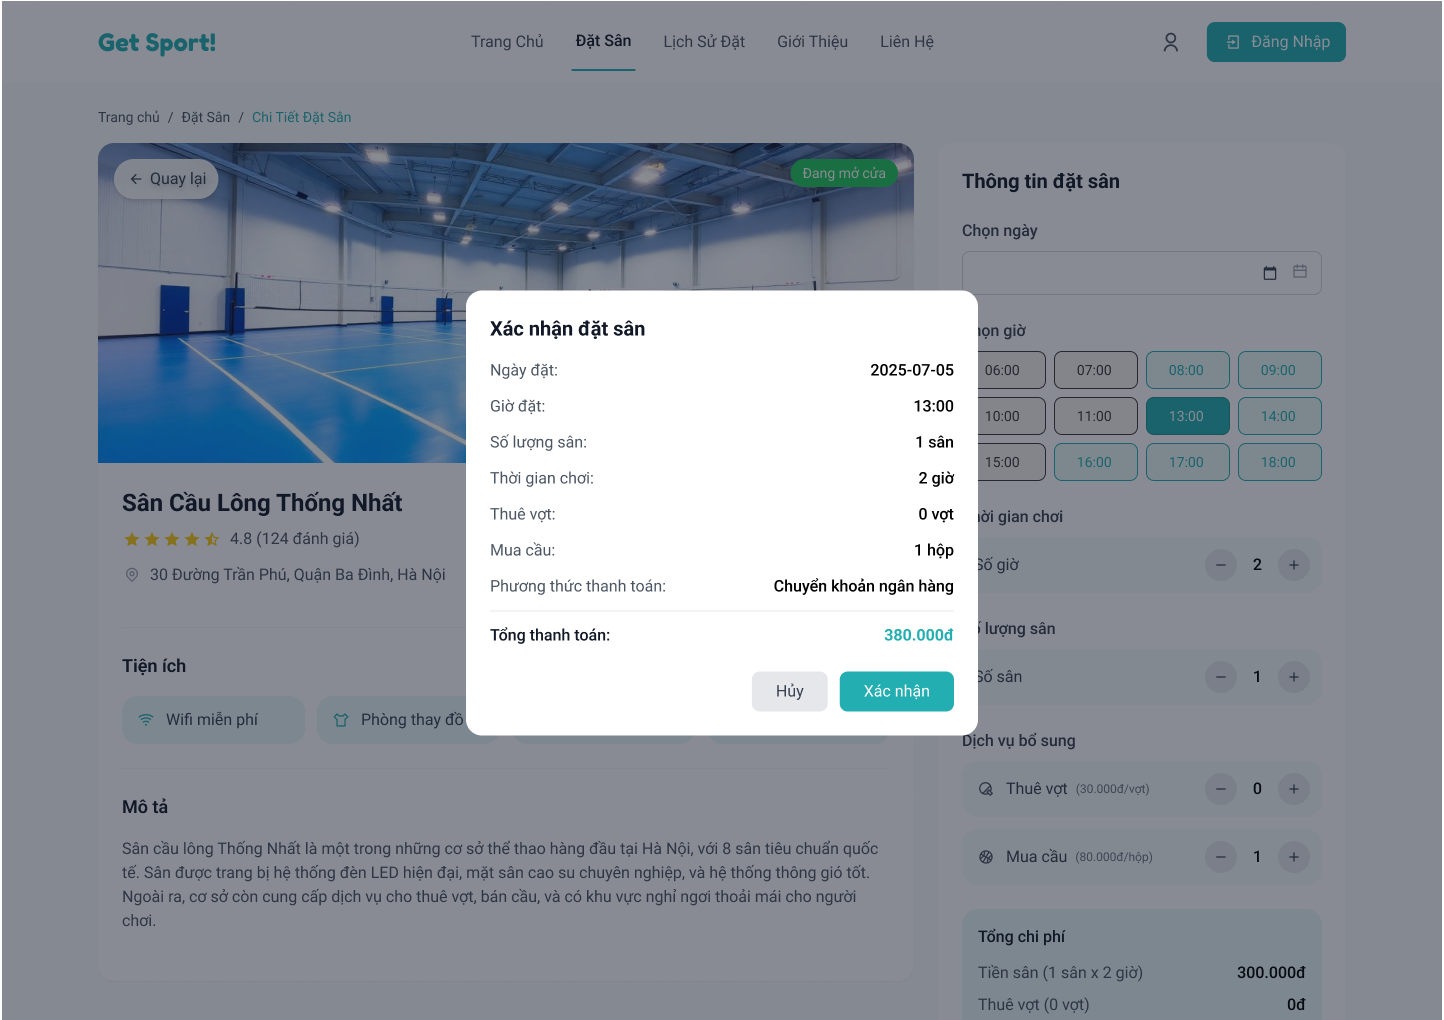 Get Sport!
Trang Chủ
Đặt Sân
Lịch Sử Đặt
Giới Thiệu
Liên Hệ
Đăng Nhập
Trang chủ / Đặt Sân / Chi Tiết Đặt Sân
Quay lại
Đang mở cửa
Sân Cầu Lông Thống Nhất
4.8 (124 đánh giá)
30 Đường Trần Phú, Quận Ba Đình, Hà Nội
Tiện ích
Wifi miễn phí
Phòng thay đồ
Mô tả
Sân cầu lông Thống Nhất là một trong những cơ sở thể thao hàng đầu tại Hà Nội, với 8 sân tiêu chuẩn quốc
tế. Sân được trang bị hệ thống đèn LED hiện đại, mặt sân cao su chuyên nghiệp, và hệ thống thông gió tốt.
Ngoài ra, cơ sở còn cung cấp dịch vụ cho thuê vợt, bán cầu, và có khu vực nghỉ ngơi thoải mái cho người
chơi.
Xác nhận đặt sân
Ngày đặt: 2025-07-05
Giờ đặt: 13:00
Số lượng sân: 1 sân
Thời gian chơi: 2 giờ
Thuê vợt: 0 vợt
Mua cầu: 1 hộp
Phương thức thanh toán: Chuyển khoản ngân hàng
Tổng thanh toán: 380.000đ
Hủy
Xác nhận
Thông tin đặt sân
Chọn ngày
giờ
06:00 07:00 08:00 09:00
10:00 11:00 13:00 14:00
15:00 16:00 17:00 18:00
gian chơi
Số giờ 2
lượng sân
Số sân 1
Dịch vụ bổ sung
Thuê vợt (30.000đ/vợt) 0
Mua cầu (80.000đ/hộp) 1
Tổng chi phí
Tiền sân (1 sân x 2 giờ) 300.000đ
Thuê vợt (0 vợt) 0đ